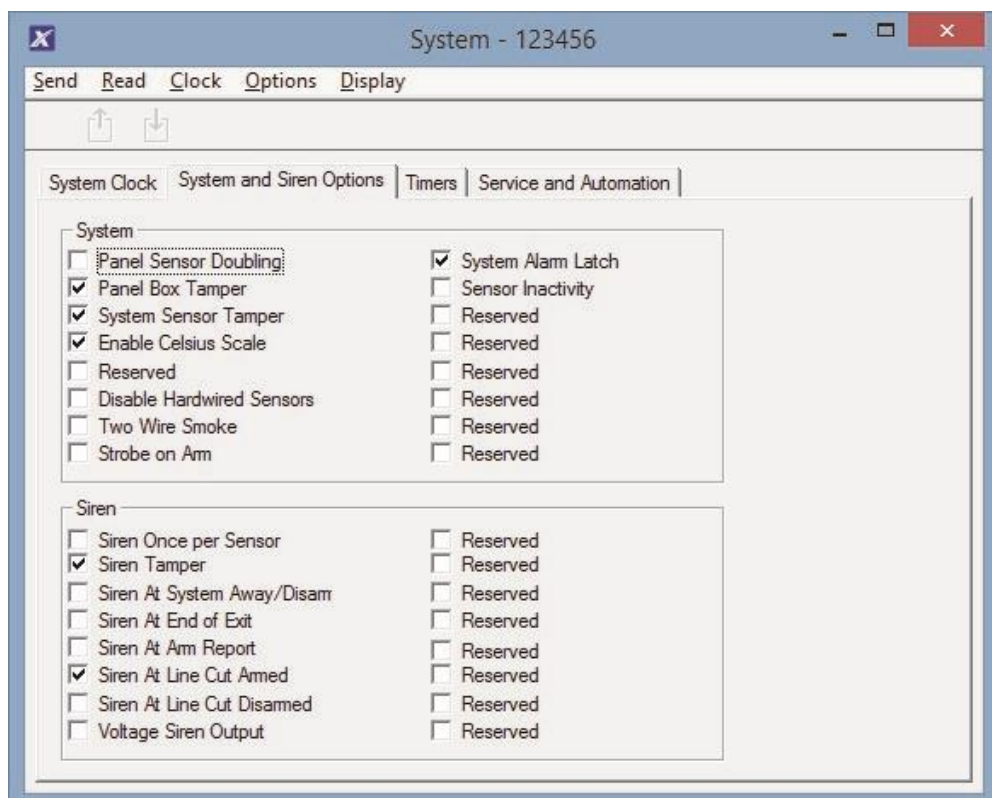 System - 123456
Send Read Clock Options Display
System Clock System and Siren Options Timers Service and Automation
System
Panel Sensor Doubling System Alarm Latch
Panel Box Tamper Sensor Inactivity
System Sensor Tamper Reserved
Enable Celsius Scale Reserved
Reserved Reserved
Disable Hardwired Sensors Reserved
Two Wire Smoke Reserved
Strobe on Arm Reserved
Siren
Siren Once per Sensor Reserved
Siren Tamper Reserved
Siren At System Away/Disarm Reserved
Siren At End of Exit Reserved
Siren At Arm Report Reserved
Siren At Line Cut Armed Reserved
Siren At Line Cut Disarmed Reserved
Voltage Siren Output Reserved